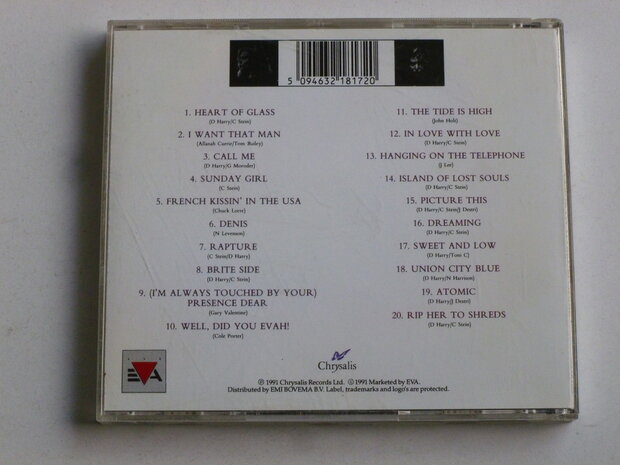 5 094632 181720
1. HEART OF GLASS
(D Harry/C Stein)
2. I WANT THAT MAN
(Allanah Currie/Tom Bailey)
3. CALL ME
(D Harry/G Moroder)
4. SUNDAY GIRL
(C Stein)
5. FRENCH KISSIN' IN THE USA
(Chuck Lorre)
6. DENIS
(N Levenson)
7. RAPTURE
(C Stein/D Harry)
8. BRITE SIDE
(D Harry/C Stein)
9. (I'M ALWAYS TOUCHED BY YOUR)
PRESENCE DEAR
(Gary Valentine)
10. WELL, DID YOU EVAH!
(Cole Porter)
11. THE TIDE IS HIGH
(John Holt)
12. IN LOVE WITH LOVE
(D Harry/C Stein)
13. HANGING ON THE TELEPHONE
(J Lee)
14. ISLAND OF LOST SOULS
(D Harry/C Stein)
15. PICTURE THIS
(D Harry/C Stein/J Destri)
16. DREAMING
(D Harry/C Stein)
17. SWEET AND LOW
(D Harry/Toni C)
18. UNION CITY BLUE
(D Harry/N Harrison)
19. ATOMIC
(D Harry/J Destri)
20. RIP HER TO SHREDS
(D Harry/C Stein)
EVA
Chrysalis
℗ 1991 Chrysalis Records Ltd. © 1991 Marketed by EVA.
Distributed by EMI BOVEMA B.V. Label, trademarks and logo's are protected.